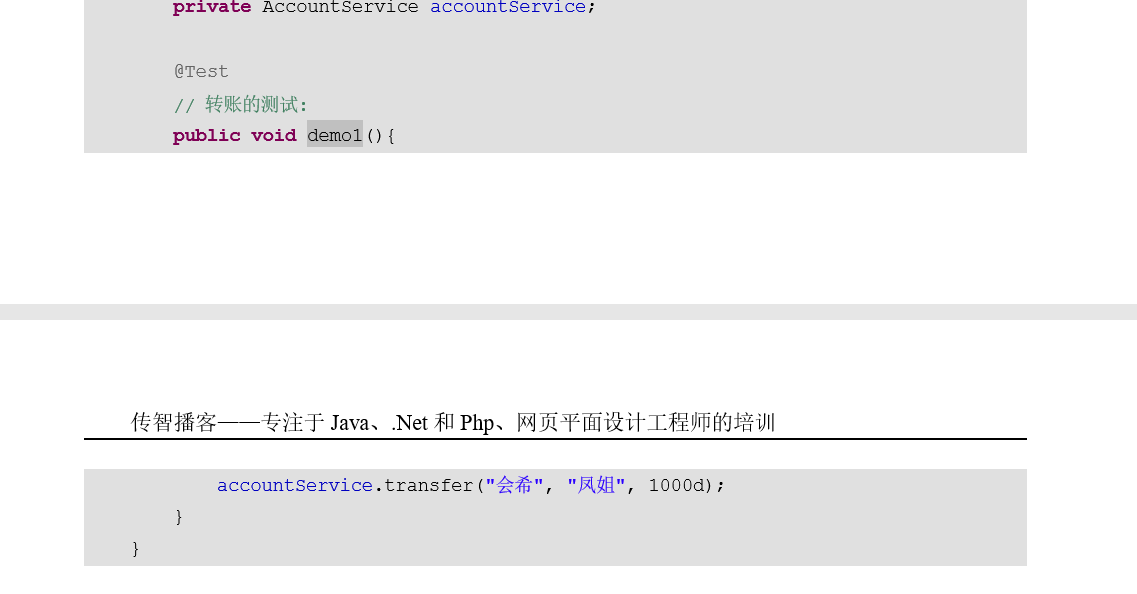 private AccountService accountService;
@Test
// 转账的测试:
public void demo1(){
传智播客——专注于 Java、.Net 和 Php、网页平面设计工程师的培训
accountService.transfer("会希", "凤姐", 1000d);
}
}